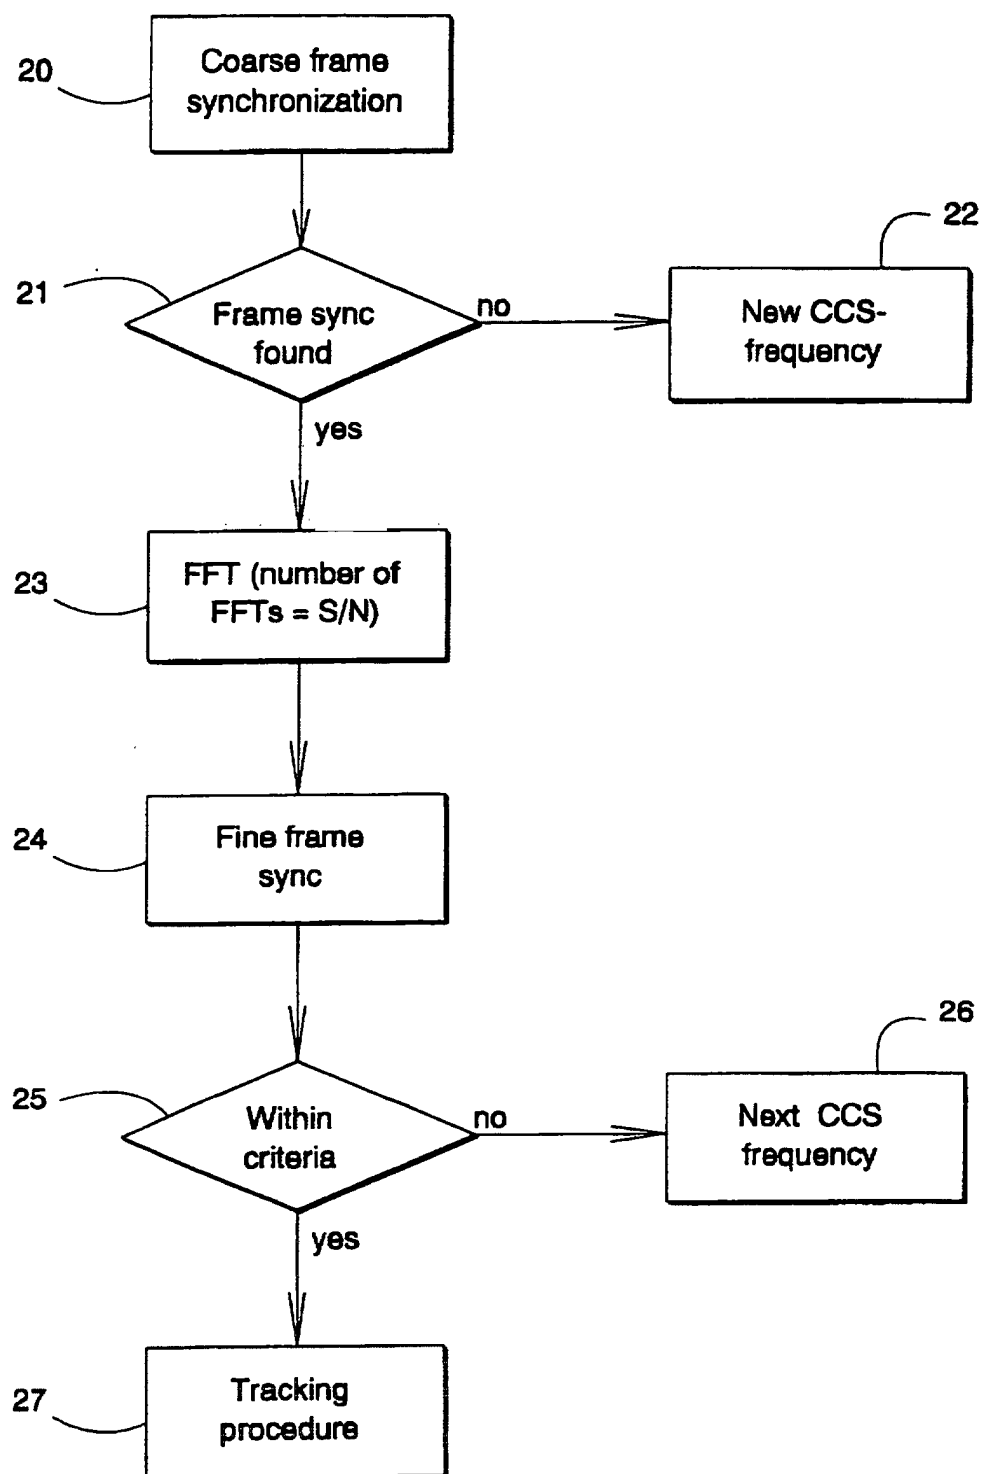 20
Coarse frame
synchronization
21
Frame sync
found
no
22
New CCS-
frequency
yes
23
FFT (number of
FFTs = S/N)
24
Fine frame
sync
25
Within
criteria
no
26
Next CCS
frequency
yes
27
Tracking
procedure